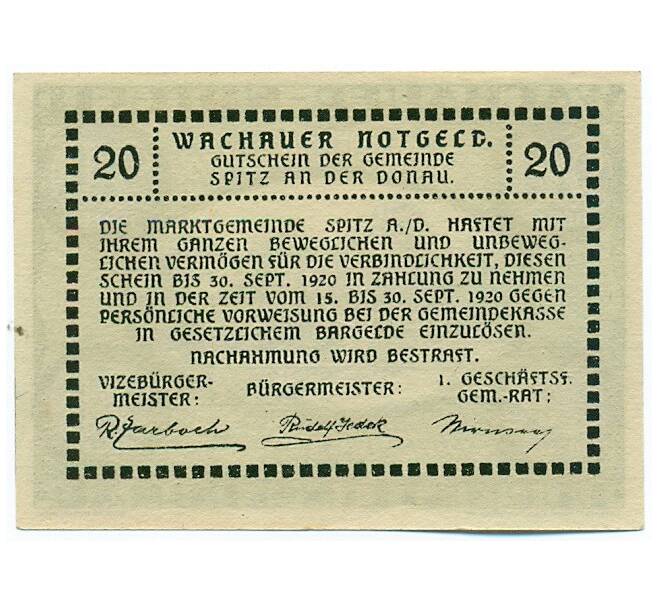 WACHAUER NOTGELD.
20 GUTSCHEIN DER GEMEINDE 20
SPITZ AN DER DONAU.
DIE MARKTGEMEINDE SPITZ A./D. HAFTET MIT
IHREM GANZEN BEWEGLICHEN UND UNBEWEG-
LICHEN VERMÖGEN FÜR DIE VERBINDLICHKEIT, DIESEN
SCHEIN BIS 30. SEPT. 1920 IN ZAHLUNG ZU NEHMEN
UND IN DER ZEIT VOM 15. BIS 30. SEPT. 1920 GEGEN
PERSÖNLICHE VORWEISUNG BEI DER GEMEINDEKASSE
IN GESETZLICHEM BARGELDE EINZULÖSEN.
NACHAHMUNG WIRD BESTRAFT.
VIZEBÜRGER-
MEISTER:
BÜRGERMEISTER:
1. GESCHÄFTSF.
GEM.-RAT:
Rudolf